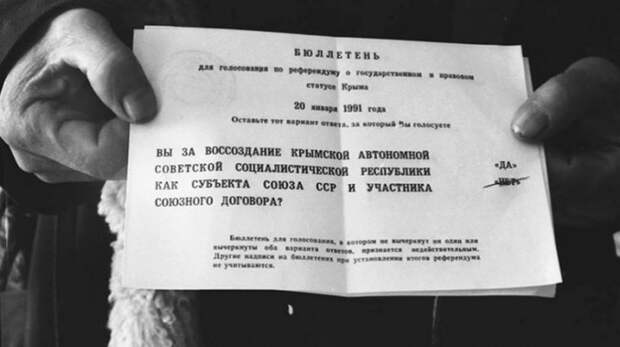 БЮЛЛЕТЕНЬ
для голосования по референдуму о государственном и правовом
статусе Крыма
20 января 1991 года
Оставьте тот вариант ответа, за который Вы голосуете
ВЫ ЗА ВОССОЗДАНИЕ КРЫМСКОЙ АВТОНОМНОЙ
СОВЕТСКОЙ СОЦИАЛИСТИЧЕСКОЙ РЕСПУБЛИКИ
КАК СУБЪЕКТА СОЮЗА ССР И УЧАСТНИКА
СОЮЗНОГО ДОГОВОРА?
«ДА»
«НЕТ»
Бюллетень для голосования, в котором не вычеркнут ни один или
вычеркнуты оба варианта ответов, признается недействительным.
Другие надписи на бюллетенях при установлении итогов референдума
не учитываются.